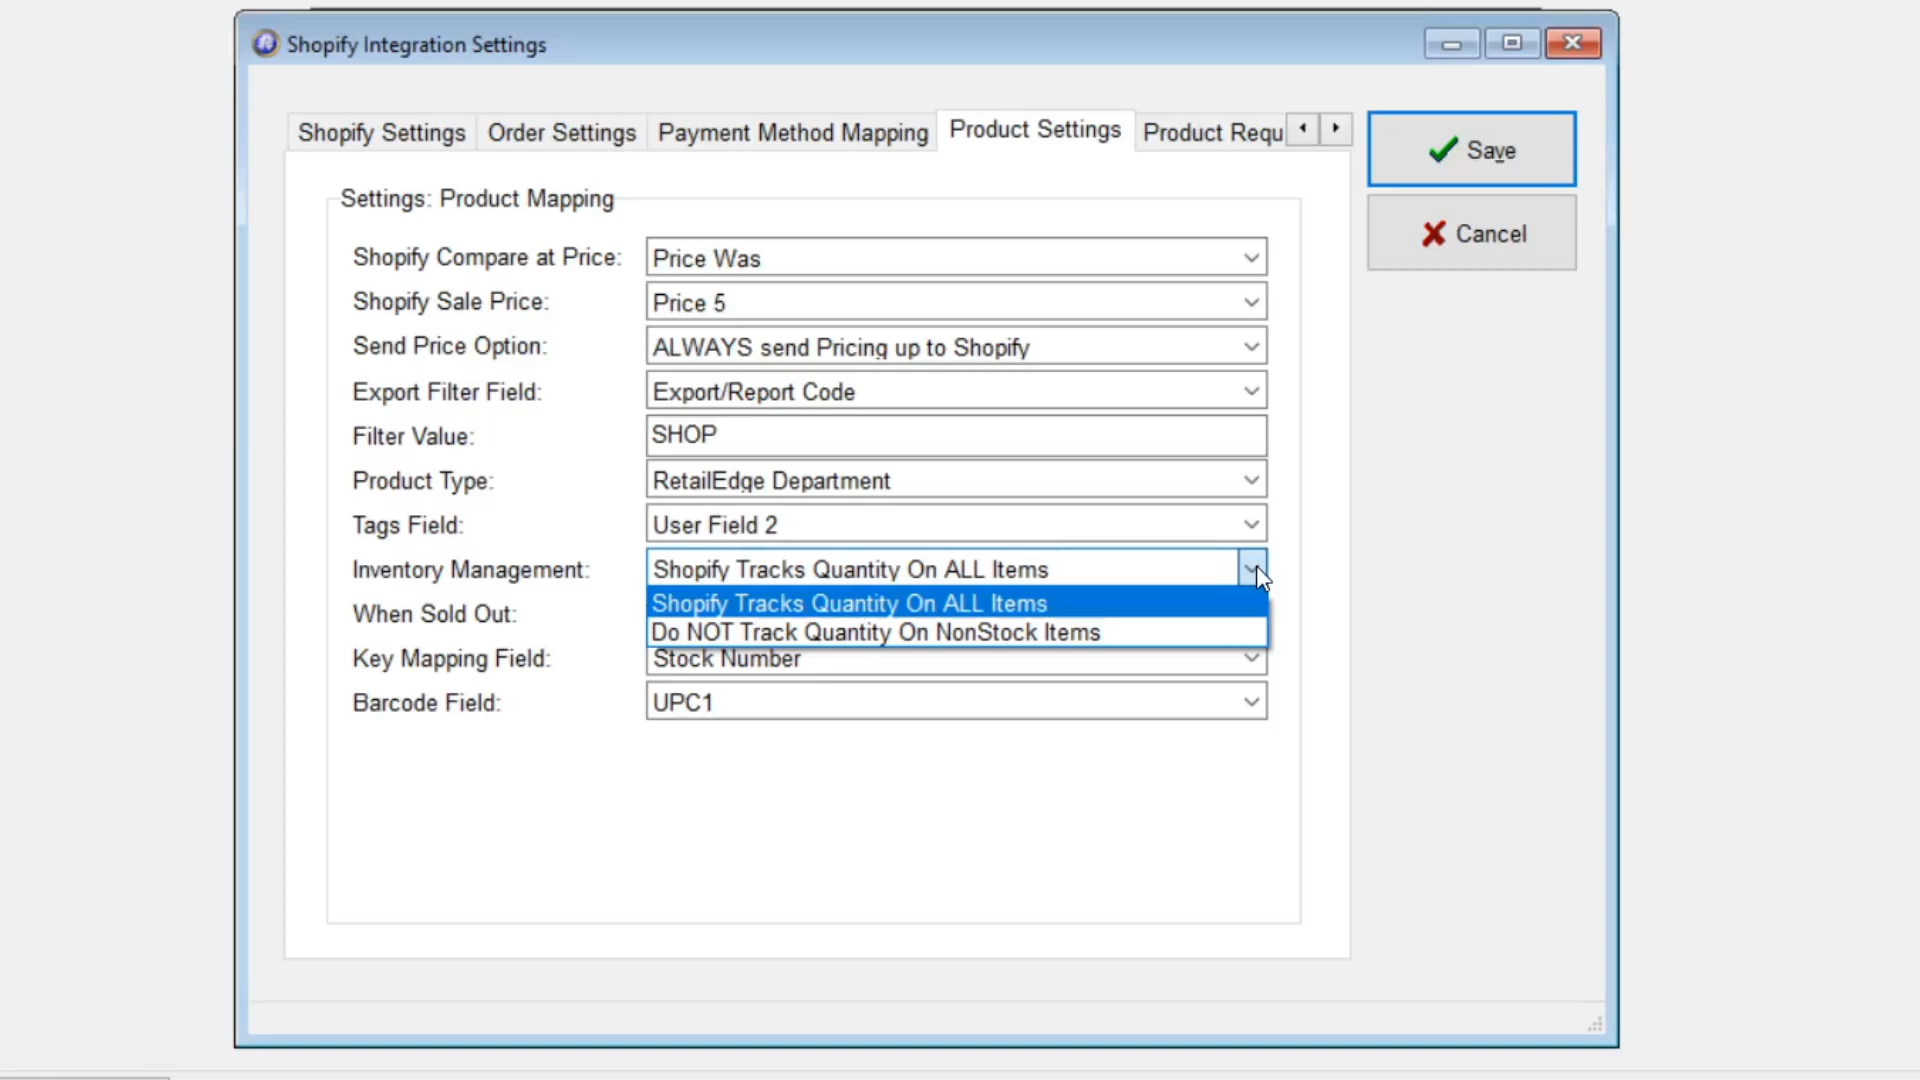 Shopify Integration Settings
Shopify Settings Order Settings Payment Method Mapping Product Settings Product Requ
Save
Cancel
Settings: Product Mapping
Shopify Compare at Price: Price Was
Shopify Sale Price: Price 5
Send Price Option: ALWAYS send Pricing up to Shopify
Export Filter Field: Export/Report Code
Filter Value: SHOP
Product Type: RetailEdge Department
Tags Field: User Field 2
Inventory Management: Shopify Tracks Quantity On ALL Items
Shopify Tracks Quantity On ALL Items
When Sold Out:
Do NOT Track Quantity On NonStock Items
Key Mapping Field: Stock Number
Barcode Field: UPC1